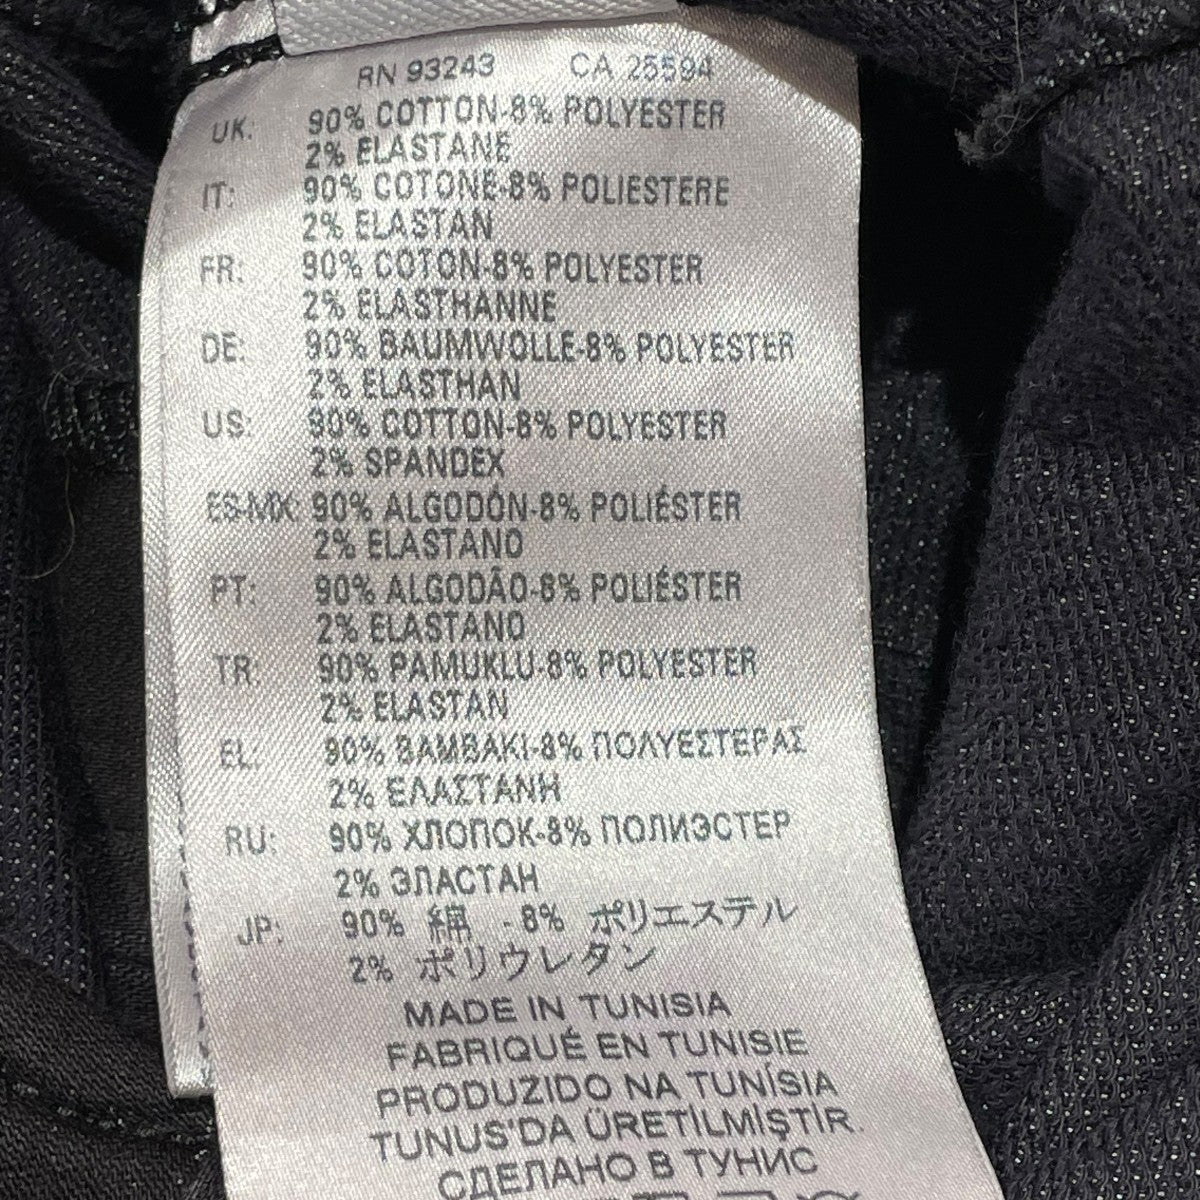 RN 93243 CA 25594
UK: 90% COTTON-8% POLYESTER
2% ELASTANE
IT: 90% COTONE-8% POLIESTERE
2% ELASTAN
FR: 90% COTON-8% POLYESTER
2% ELASTHANNE
DE: 90% BAUMWOLLE-8% POLYESTER
2% ELASTHAN
US: 90% COTTON-8% POLYESTER
2% SPANDEX
ES-MX: 90% ALGODÓN-8% POLIÉSTER
2% ELASTANO
PT: 90% ALGODÃO-8% POLIÉSTER
2% ELASTANO
TR: 90% PAMUKLU-8% POLYESTER
2% ELASTAN
EL: 90% ΒΑΜΒΑΚΙ-8% ΠΟΛΥΕΣΤΕΡΑΣ
2% ΕΛΑΣΤΑΝΗ
RU: 90% ХЛОПОК-8% ПОЛИЭСТЕР
2% ЭЛАСТАН
JP: 90% 綿 -8% ポリエステル
2% ポリウレタン
MADE IN TUNISIA
FABRIQUÉ EN TUNISIE
PRODUZIDO NA TUNÍSIA
TUNUS'DA ÜRETİLMİŞTİR.
СДЕЛАНО В ТУНИС